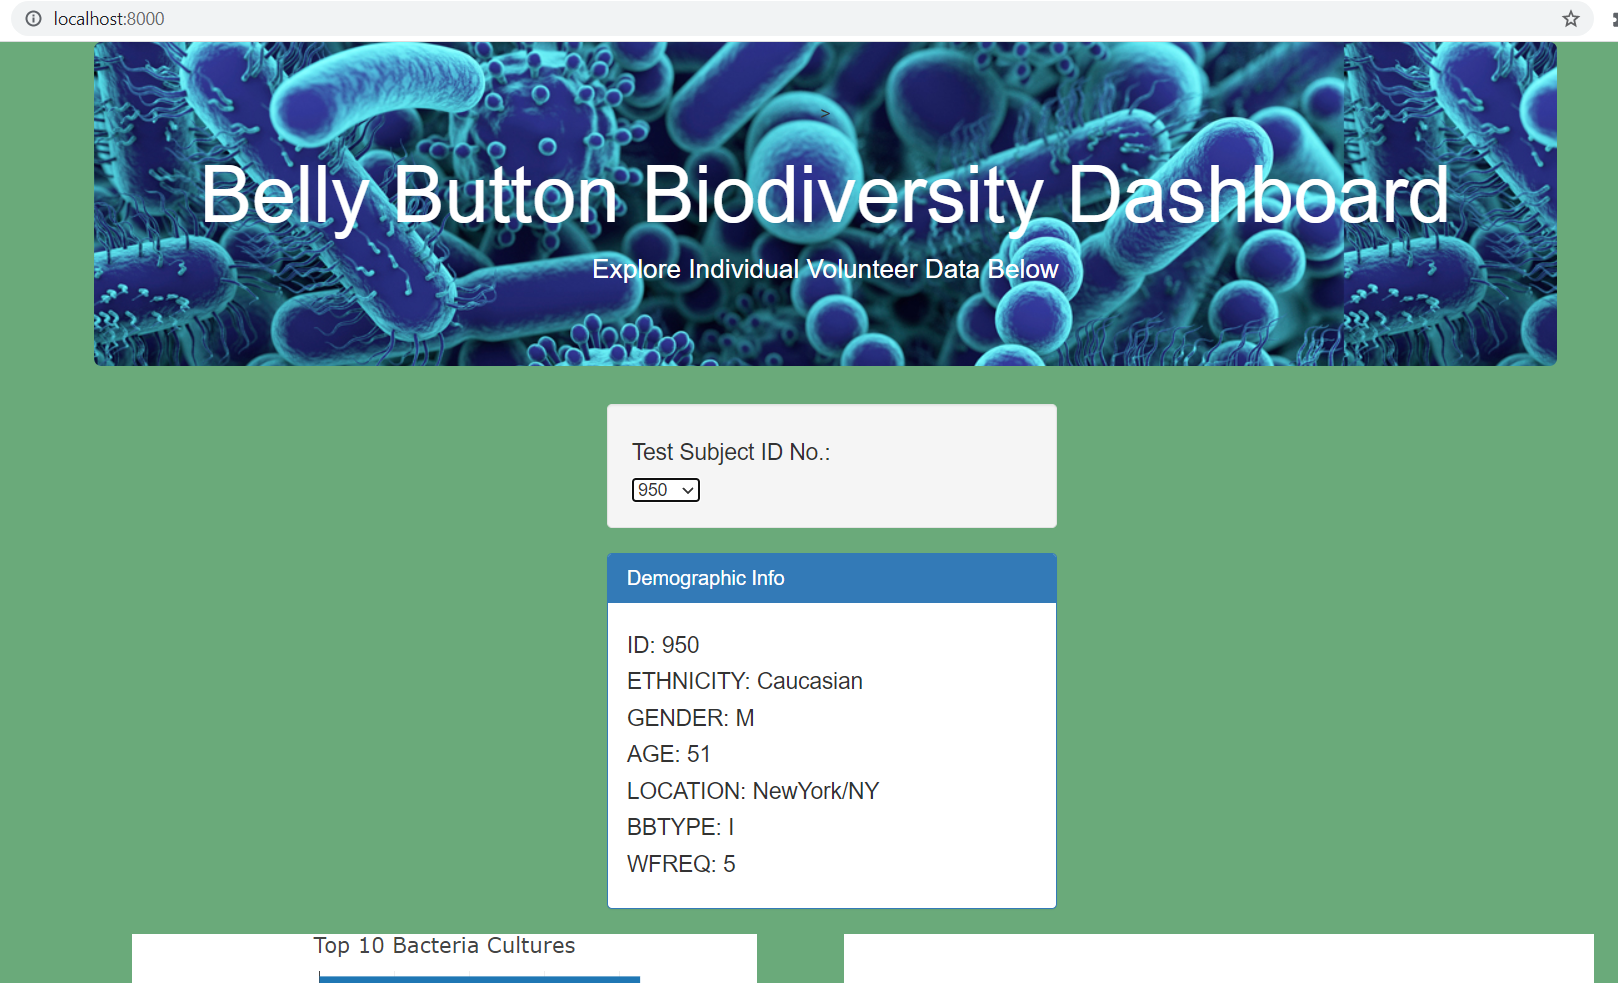 localhost:8000
>
Belly Button Biodiversity Dashboard
Explore Individual Volunteer Data Below
Test Subject ID No.:
950
Demographic Info
ID: 950
ETHNICITY: Caucasian
GENDER: M
AGE: 51
LOCATION: NewYork/NY
BBTYPE: I
WFREQ: 5
Top 10 Bacteria Cultures